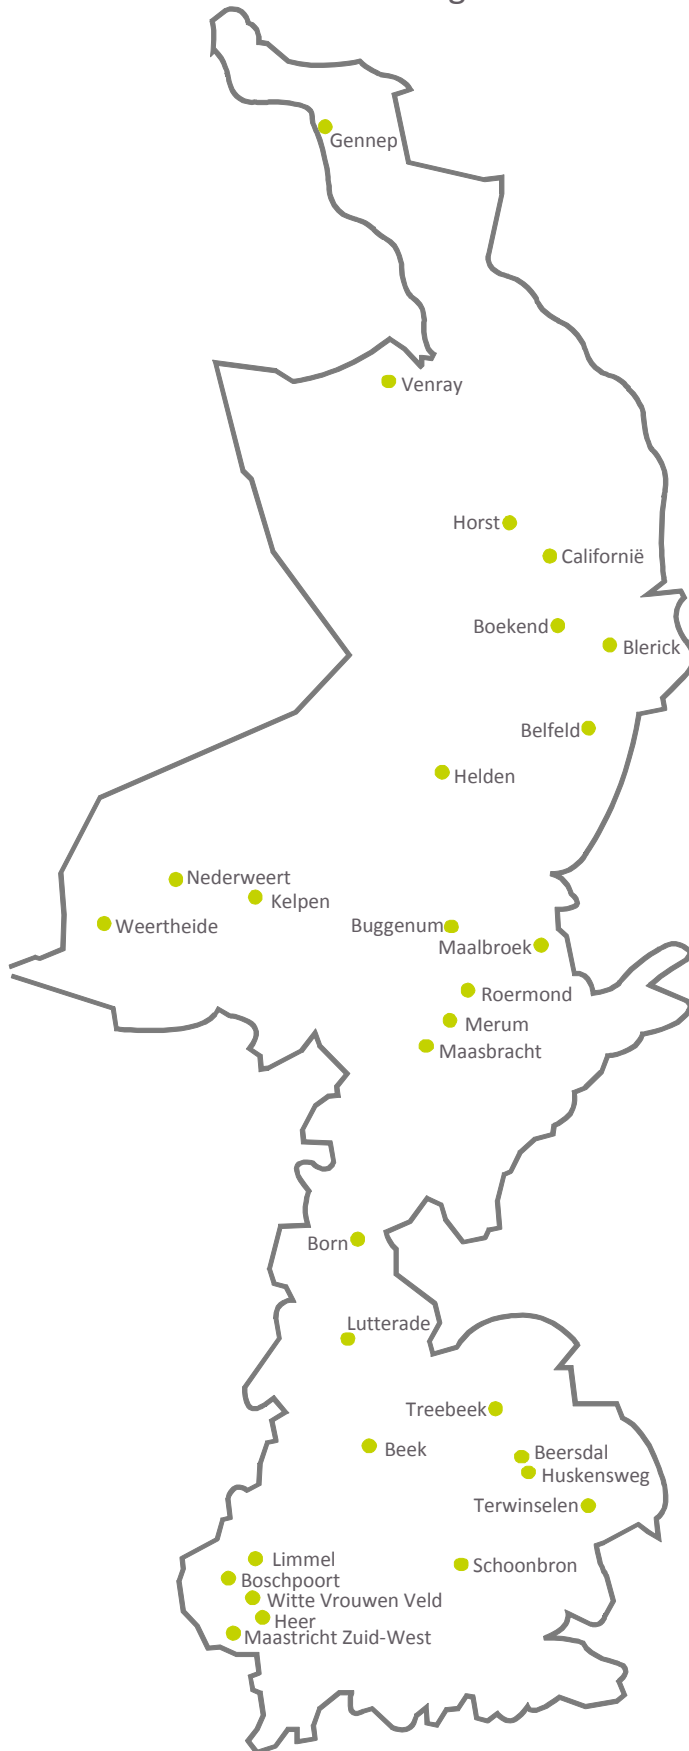 g
Gennep
Venray
Horst
Californië
Boekend
Blerick
Belfeld
Helden
Nederweert
Kelpen
Weertheide
Buggenum
Maalbroek
Roermond
Merum
Maasbracht
Born
Lutterade
Treebeek
Beek
Beersdal
Huskensweg
Terwinselen
Limmel
Schoonbron
Boschpoort
Witte Vrouwen Veld
Heer
Maastricht Zuid-West